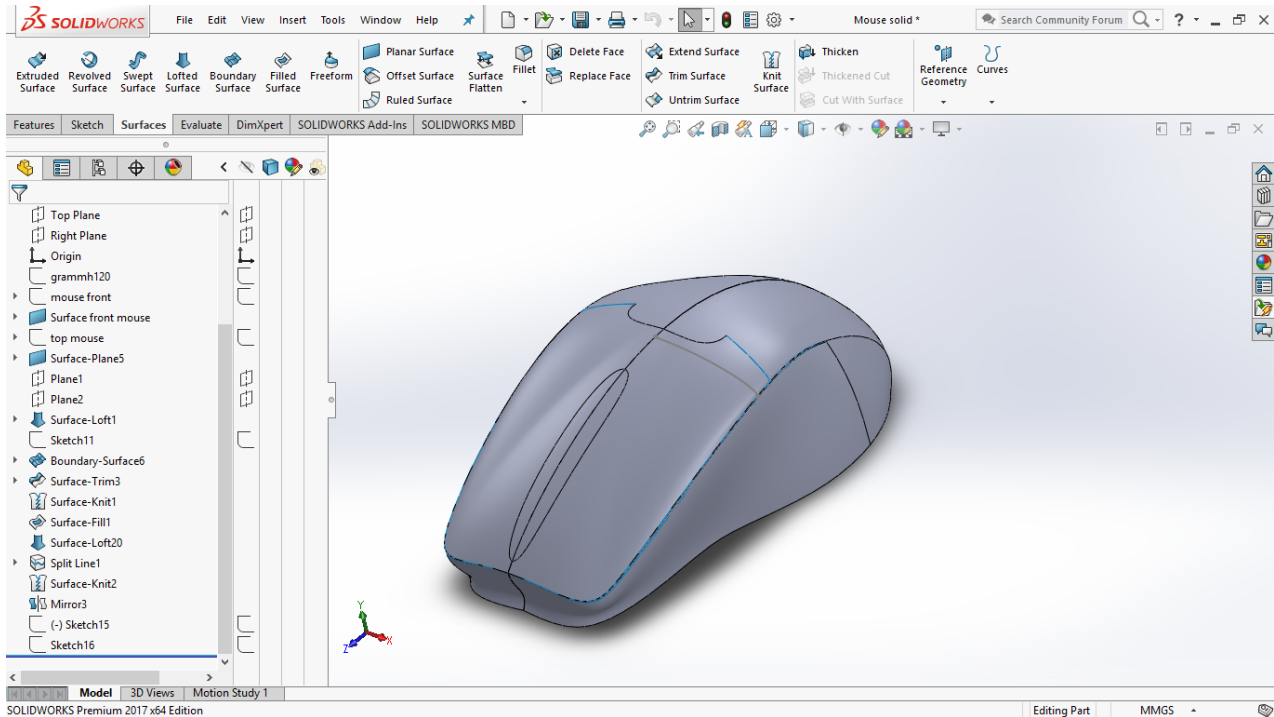 SOLIDWORKS File Edit View Insert Tools Window Help Mouse solid * Search Community Forum ?
Extruded Surface Revolved Surface Swept Surface Lofted Surface Boundary Surface Filled Surface Freeform
Planar Surface
Offset Surface
Ruled Surface
Surface Flatten
Fillet
Delete Face
Replace Face
Extend Surface
Trim Surface
Untrim Surface
Knit Surface
Thicken
Thickened Cut
Cut With Surface
Reference Geometry
Curves
Features Sketch Surfaces Evaluate DimXpert SOLIDWORKS Add-Ins SOLIDWORKS MBD
Top Plane
Right Plane
Origin
grammh120
mouse front
Surface front mouse
top mouse
Surface-Plane5
Plane1
Plane2
Surface-Loft1
Sketch11
Boundary-Surface6
Surface-Trim3
Surface-Knit1
Surface-Fill1
Surface-Loft20
Split Line1
Surface-Knit2
Mirror3
(-) Sketch15
Sketch16
Y
X
Z
Model 3D Views Motion Study 1
SOLIDWORKS Premium 2017 x64 Edition Editing Part MMGS